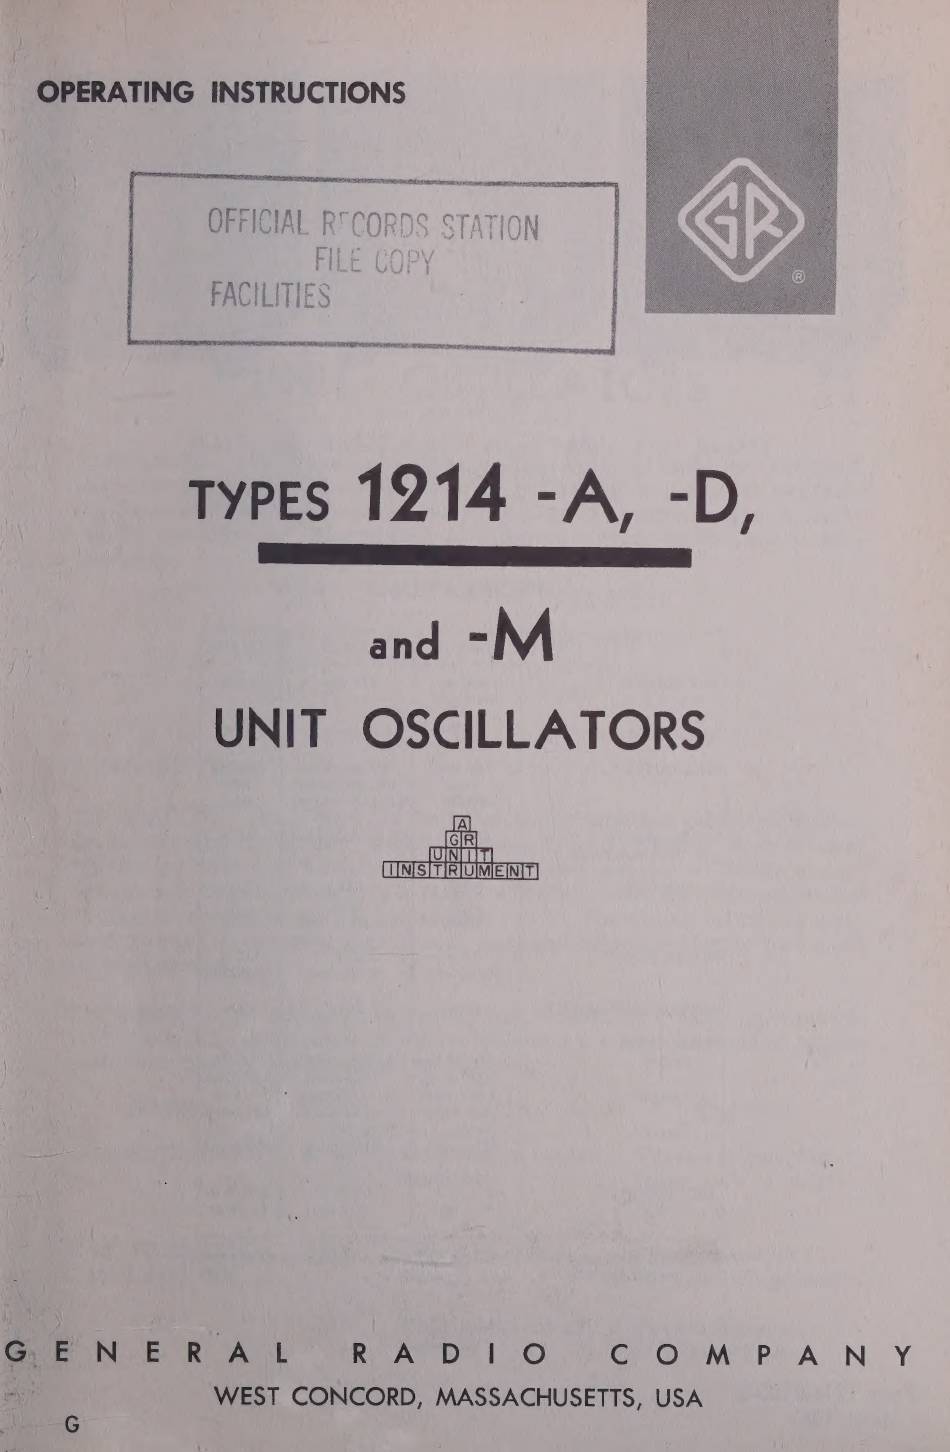 OPERATING INSTRUCTIONS
GR
®
OFFICIAL RECORDS STATION
FILE COPY
FACILITIES
TYPES 1214 -A, -D,
and -M
UNIT OSCILLATORS
A
GR
UNIT
INSTRUMENT
GENERAL RADIO COMPANY
WEST CONCORD, MASSACHUSETTS, USA
G